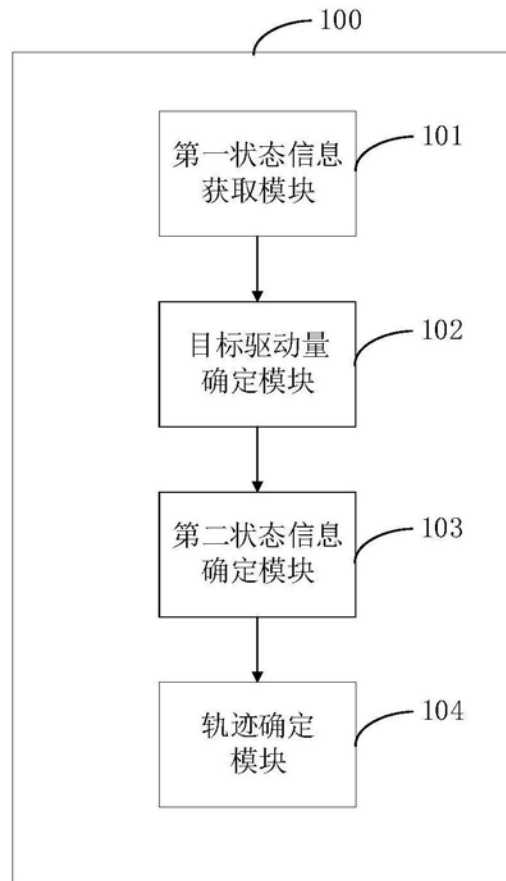 100
第一状态信息
获取模块
101
目标驱动量
确定模块
102
第二状态信息
确定模块
103
轨迹确定
模块
104